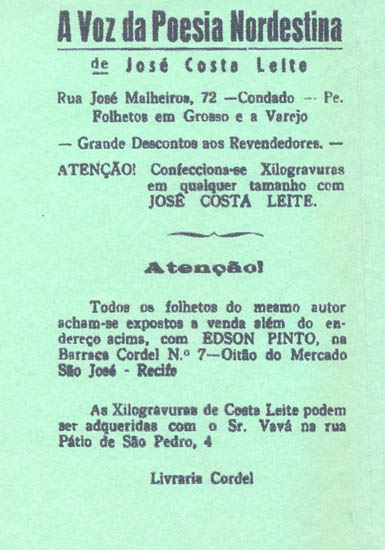 A Voz da Poesia Nordestina
de José Costa Leite
Rua José Malheiros, 72 —Condado — Pe.
Folhetos em Grosso e a Varejo
— Grande Descontos aos Revendedores. —
ATENÇÃO! Confecciona-se Xilogravuras
em qualquer tamanho com
JOSÉ COSTA LEITE.
Atenção!
Todos os folhetos do mesmo autor
acham-se expostos a venda além do en-
dereço acima, com EDSON PINTO, na
Barraca Cordel N.º 7—Oitão do Mercado
São José - Recife
As Xilogravuras de Costa Leite podem
ser adqueridas com o Sr. Vavá na rua
Pátio de São Pedro, 4
Livraria Cordel